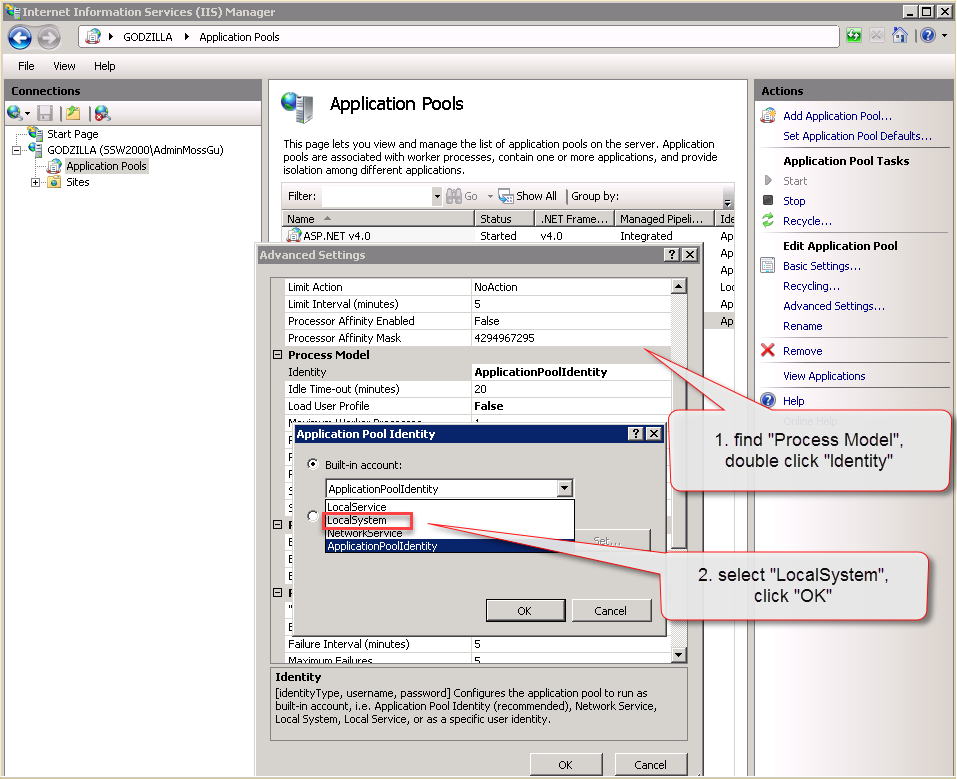 Internet Information Services (IIS) Manager
GODZILLA Application Pools
File View Help
Connections
Start Page
GODZILLA (SSW2000\AdminMossGu)
Application Pools
Sites
Application Pools
This page lets you view and manage the list of application pools on the server. Application
pools are associated with worker processes, contain one or more applications, and provide
isolation among different applications.
Filter: Go Show All Group by:
Name Status .NET Frame... Managed Pipeli... Ide
ASP.NET v4.0 Started v4.0 Integrated Ap
Ap
Ap
Loc
Ap
Ap
Advanced Settings
Limit Action NoAction
Limit Interval (minutes) 5
Processor Affinity Enabled False
Processor Affinity Mask 4294967295
Process Model
Identity ApplicationPoolIdentity
Idle Time-out (minutes) 20
Load User Profile False
Maximum Worker Processes 1
Application Pool Identity
Built-in account:
ApplicationPoolIdentity
LocalService
LocalSystem
NetworkService
ApplicationPoolIdentity
Set...
OK Cancel
Failure Interval (minutes) 5
Maximum Failures 5
Identity
[identityType, username, password] Configures the application pool to run as
built-in account, i.e. Application Pool Identity (recommended), Network Service,
Local System, Local Service, or as a specific user identity.
OK Cancel
Actions
Add Application Pool...
Set Application Pool Defaults...
Application Pool Tasks
Start
Stop
Recycle...
Edit Application Pool
Basic Settings...
Recycling...
Advanced Settings...
Rename
Remove
View Applications
Help
Online Help
1. find "Process Model",
double click "Identity"
2. select "LocalSystem",
click "OK"